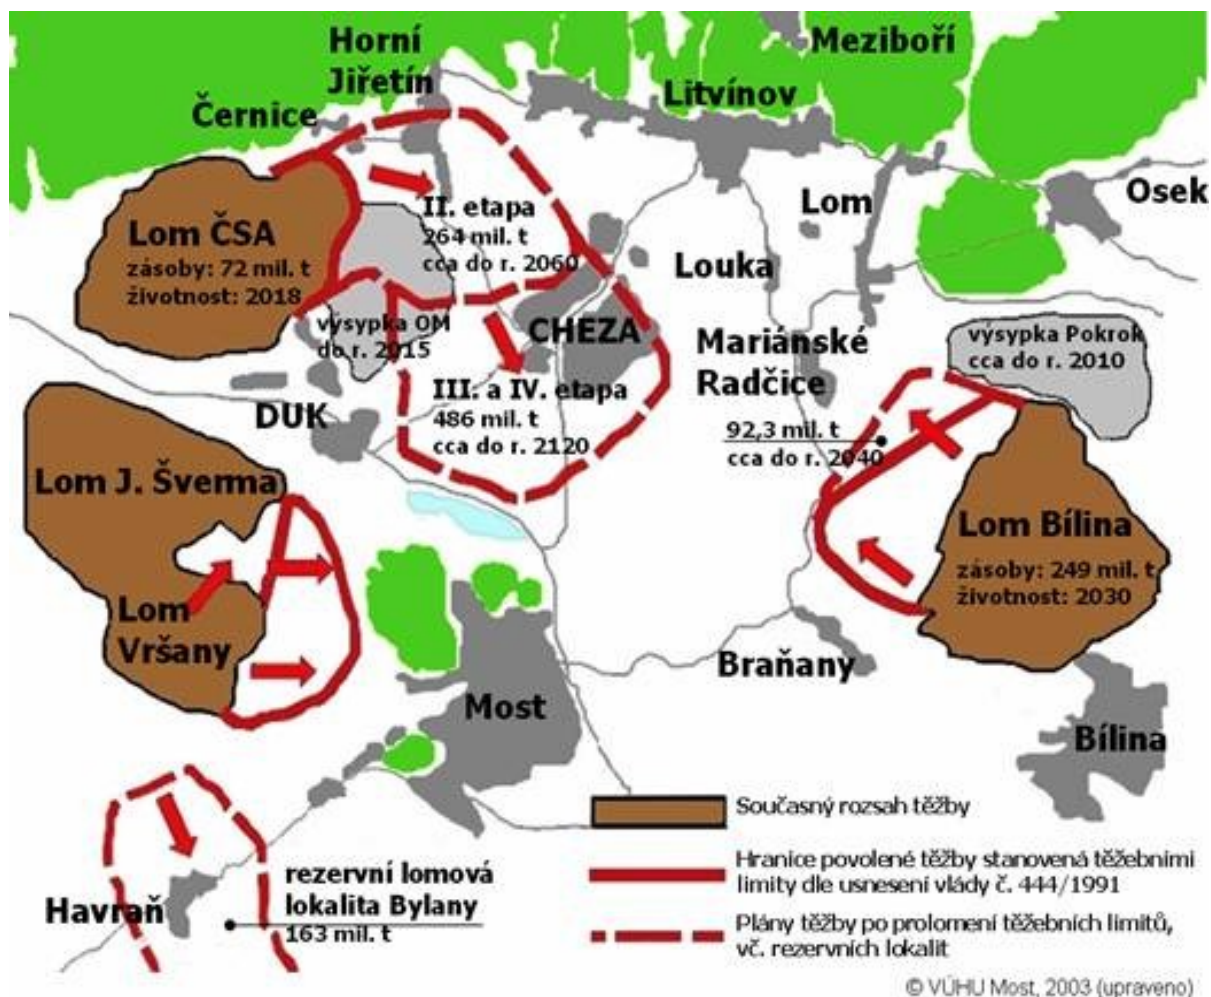 Horní
Jiřetín
Meziboří
Litvínov
Černice
Osek
Lom
II. etapa
264 mil. t
cca do r. 2060
Lom ČSA
zásoby: 72 mil. t
životnost: 2018
Louka
výsypka OM
do r. 2015
CHEZA
Mariánské
Radčice
výsypka Pokrok
cca do r. 2010
III. a IV. etapa
486 mil. t
cca do r. 2120
DUK
92,3 mil. t
cca do r. 2040
Lom J. Šverma
Lom Bílina
zásoby: 249 mil. t
životnost: 2030
Lom
Vršany
Braňany
Most
Bílina
Současný rozsah těžby
Hranice povolené těžby stanovená těžebními
limity dle usnesení vlády č. 444/1991
rezervní lomová
lokalita Bylany
163 mil. t
Havraň
Plány těžby po prolomení těžebních limitů,
vč. rezervních lokalit
© VÚHU Most, 2003 (upraveno)